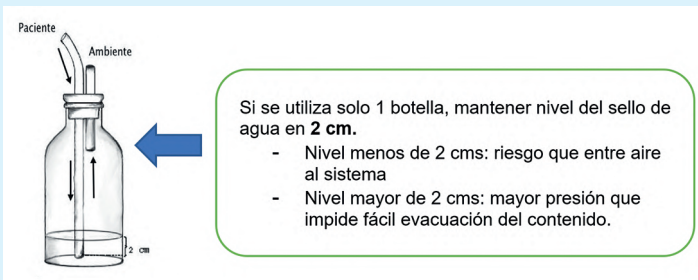 Paciente
Ambiente
2 cm
Si se utiliza solo 1 botella, mantener nivel del sello de
agua en 2 cm.
- Nivel menos de 2 cms: riesgo que entre aire
al sistema
- Nivel mayor de 2 cms: mayor presión que
impide fácil evacuación del contenido.